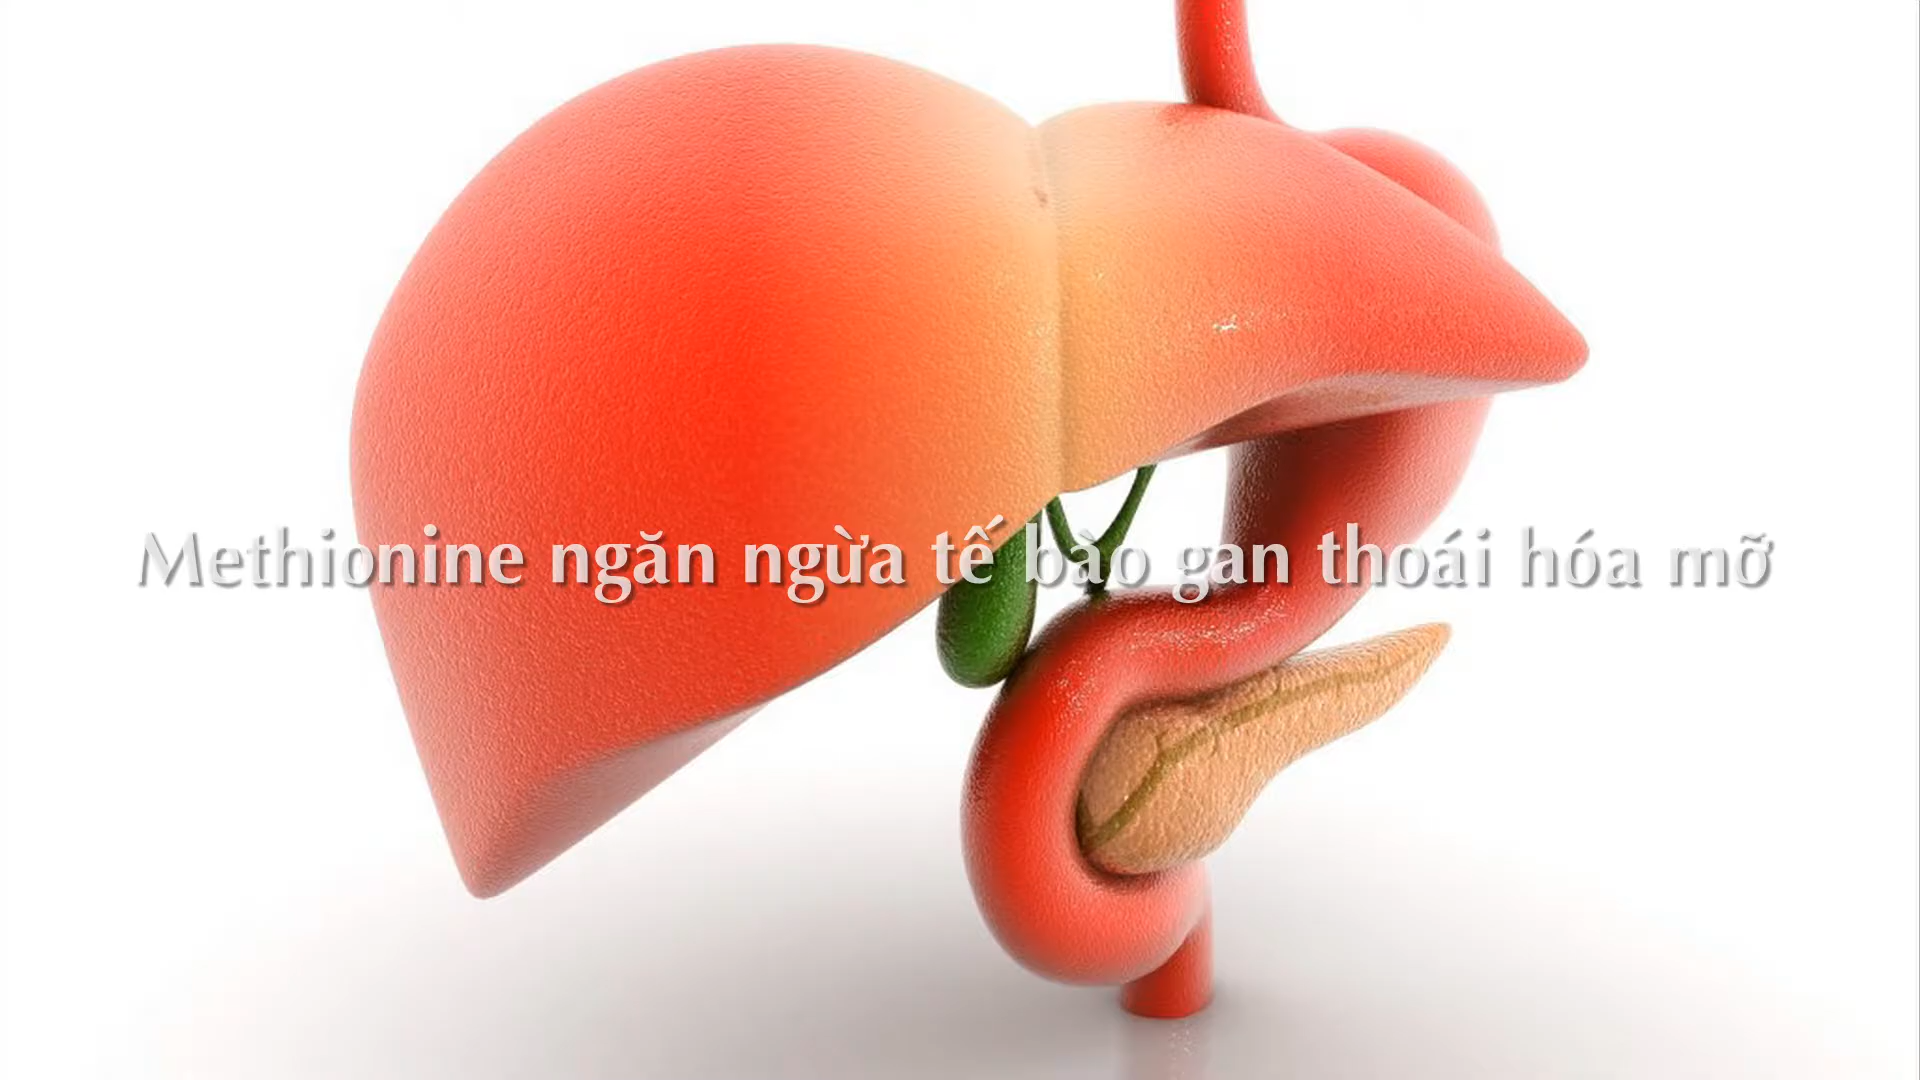 Methionine ngăn ngừa tế bào gan thoái hóa mỡ